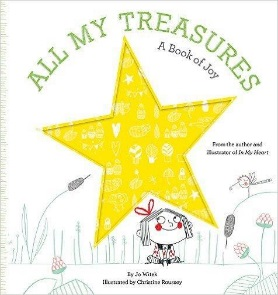 ALL MY TREASURES
A Book of Joy
From the author and
illustrator of In My Heart
By Jo Witek
Illustrated by Christine Roussey